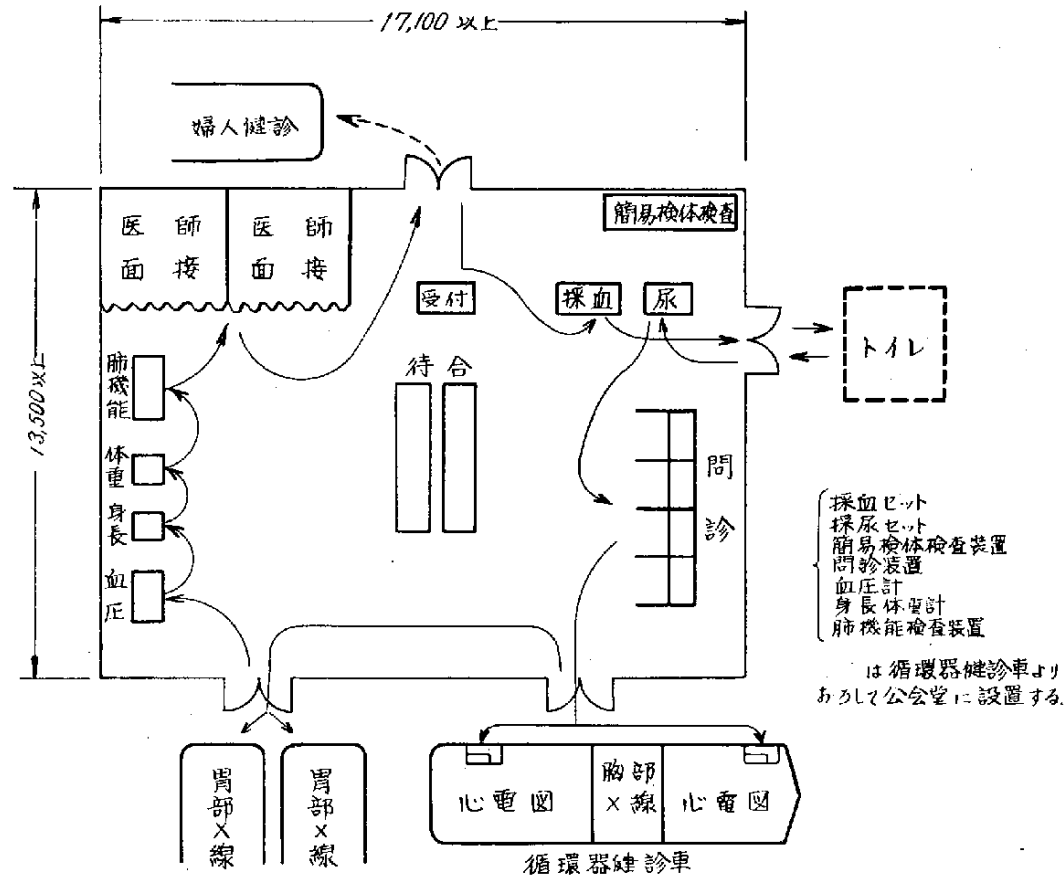 17,100 以上
婦人健診
13,500 以上
医師
面接
医師
面接
簡易検体検査
受付
採血
尿
トイレ
待合
肺機能
体重
身長
血圧
問診
採血セット
採尿セット
簡易検体検査装置
問診装置
血圧計
身長体重計
肺機能検査装置
は循環器健診車より
おろして公会堂に設置する。
胃部X線
胃部X線
心電図
胸部
X線
心電図
循環器健診車